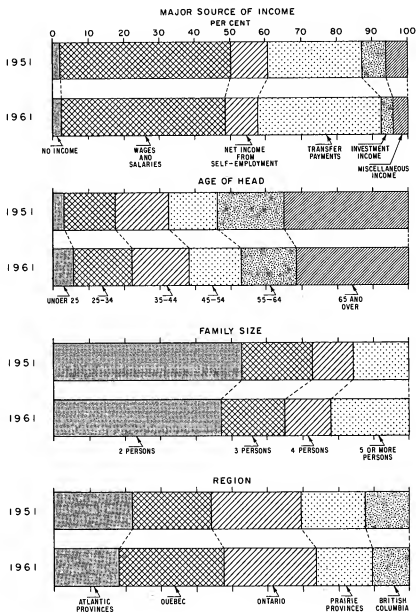 MAJOR SOURCE OF INCOME
PER CENT
0 10 20 30 40 50 60 70 80 90 100
1951
1961
NO INCOME
WAGES
AND
SALARIES
NET INCOME
FROM
SELF-EMPLOYMENT
TRANSFER
PAYMENTS
INVESTMENT
INCOME
MISCELLANEOUS
INCOME
AGE OF HEAD
1951
1961
UNDER 25
25-34
35-44
45-54
55-64
65 AND
OVER
FAMILY SIZE
1951
1961
2 PERSONS
3 PERSONS
4 PERSONS
5 OR MORE
PERSONS
REGION
1951
1961
ATLANTIC
PROVINCES
QUEBEC
ONTARIO
PRAIRIE
PROVINCES
BRITISH
COLUMBIA